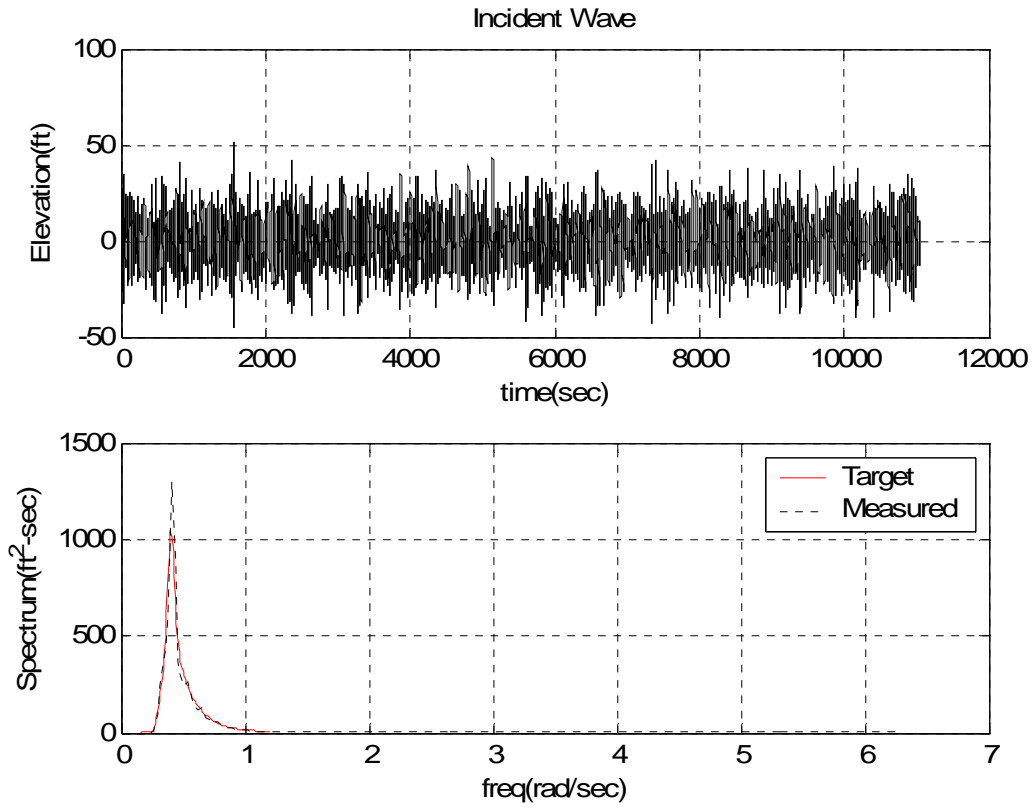 Incident Wave
100
50
0
-50
Elevation(ft)
0 2000 4000 6000 8000 10000 12000
time(sec)
1500
1000
500
0
Spectrum(ft²-sec)
Target
Measured
0 1 2 3 4 5 6 7
freq(rad/sec)